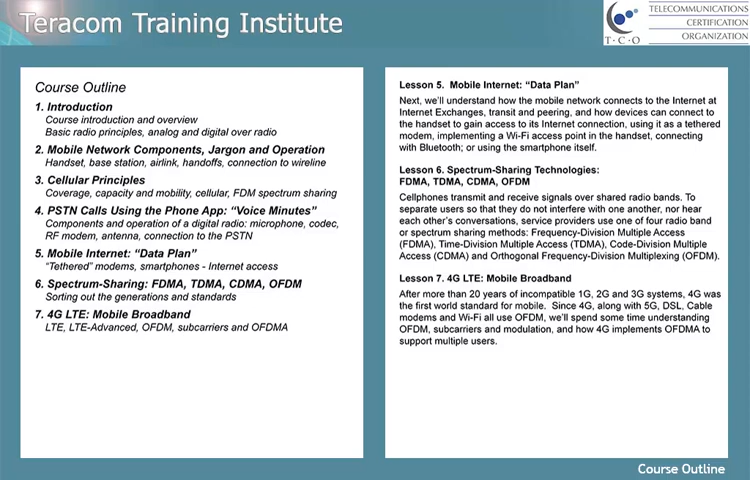 Teracom Training Institute
TELECOMMUNICATIONS
CERTIFICATION
ORGANIZATION
T · C · O
Course Outline
1. Introduction
Course introduction and overview
Basic radio principles, analog and digital over radio
2. Mobile Network Components, Jargon and Operation
Handset, base station, airlink, handoffs, connection to wireline
3. Cellular Principles
Coverage, capacity and mobility, cellular, FDM spectrum sharing
4. PSTN Calls Using the Phone App: “Voice Minutes”
Components and operation of a digital radio: microphone, codec,
RF modem, antenna, connection to the PSTN
5. Mobile Internet: “Data Plan”
“Tethered” modems, smartphones - Internet access
6. Spectrum-Sharing: FDMA, TDMA, CDMA, OFDM
Sorting out the generations and standards
7. 4G LTE: Mobile Broadband
LTE, LTE-Advanced, OFDM, subcarriers and OFDMA
Lesson 5. Mobile Internet: “Data Plan”
Next, we’ll understand how the mobile network connects to the Internet at
Internet Exchanges, transit and peering, and how devices can connect to
the handset to gain access to its Internet connection, using it as a tethered
modem, implementing a Wi-Fi access point in the handset, connecting
with Bluetooth; or using the smartphone itself.
Lesson 6. Spectrum-Sharing Technologies:
FDMA, TDMA, CDMA, OFDM
Cellphones transmit and receive signals over shared radio bands. To
separate users so that they do not interfere with one another, nor hear
each other’s conversations, service providers use one of four radio band
or spectrum sharing methods: Frequency-Division Multiple Access
(FDMA), Time-Division Multiple Access (TDMA), Code-Division Multiple
Access (CDMA) and Orthogonal Frequency-Division Multiplexing (OFDM).
Lesson 7. 4G LTE: Mobile Broadband
After more than 20 years of incompatible 1G, 2G and 3G systems, 4G was
the first world standard for mobile. Since 4G, along with 5G, DSL, Cable
modems and Wi-Fi all use OFDM, we’ll spend some time understanding
OFDM, subcarriers and modulation, and how 4G implements OFDMA to
support multiple users.
Course Outline